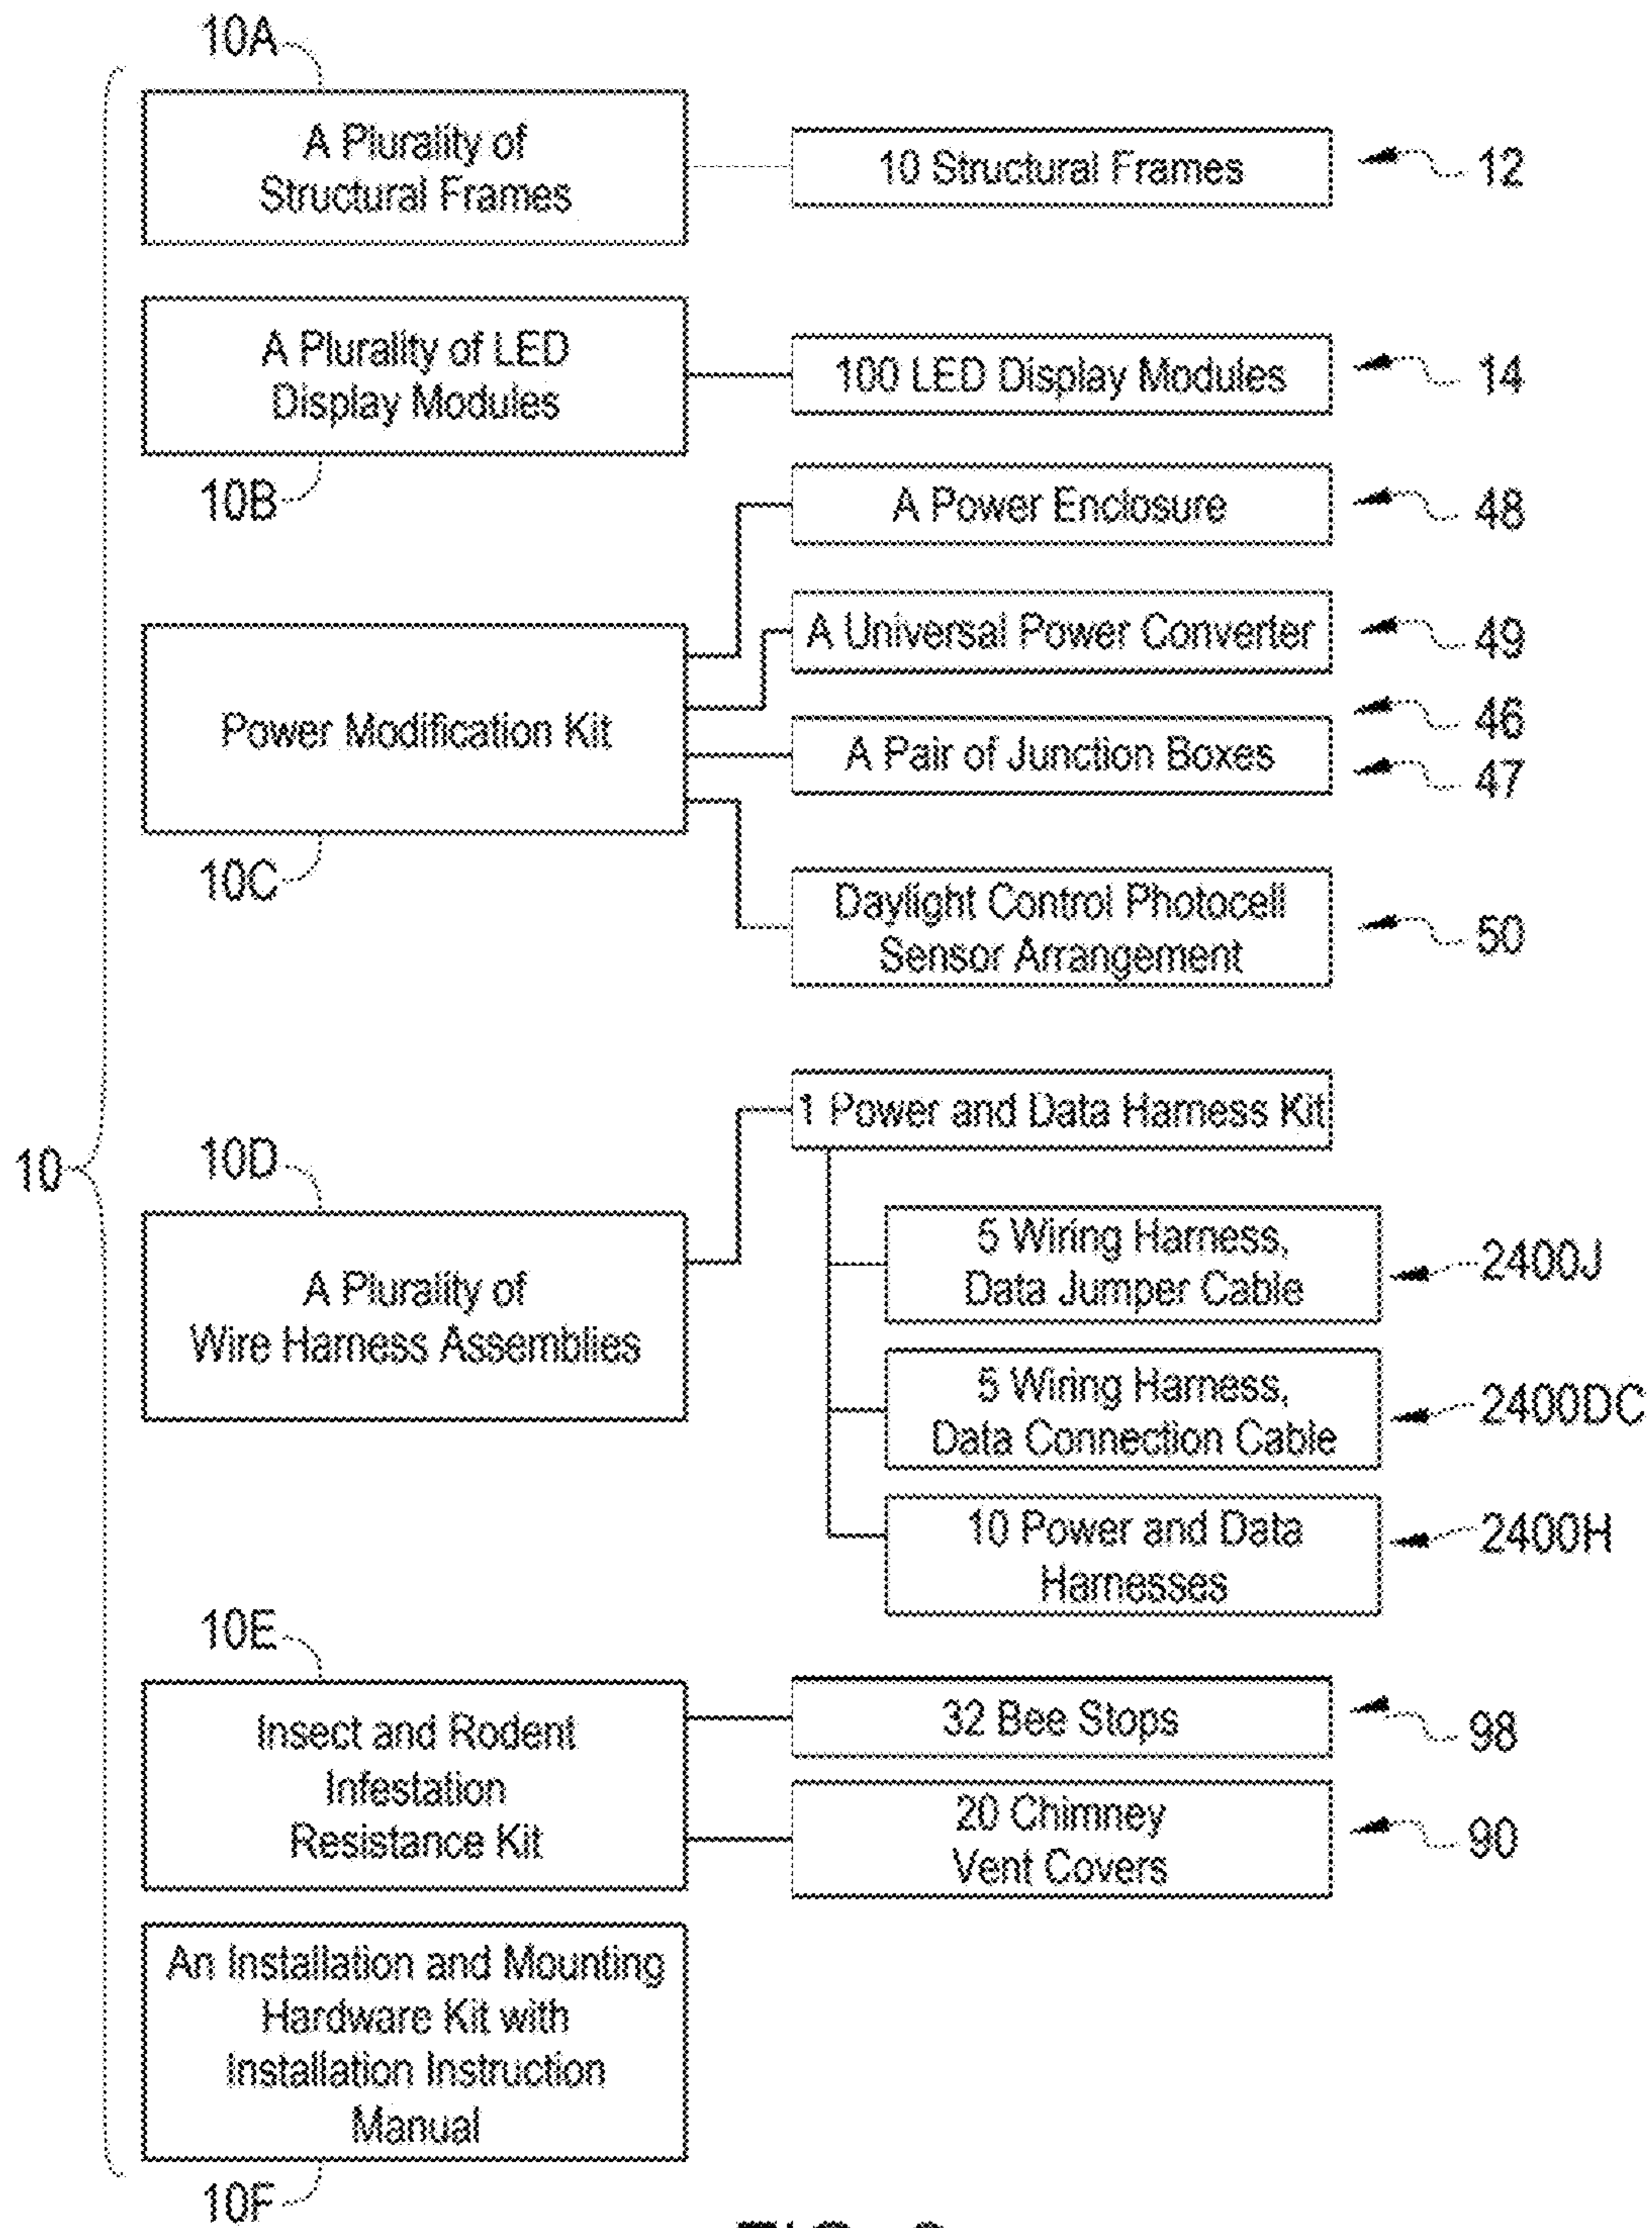 10A
A Plurality of
Structural Frames
10 Structural Frames
12
A Plurality of LED
Display Modules
100 LED Display Modules
14
10B
A Power Enclosure
48
A Universal Power Converter
49
Power Modification Kit
46
A Pair of Junction Boxes
47
10C
Daylight Control Photocell
Sensor Arrangement
50
10
1 Power and Data Harness Kit
10D
A Plurality of
Wire Harness Assemblies
5 Wiring Harness,
Data Jumper Cable
2400J
5 Wiring Harness,
Data Connection Cable
2400DC
10 Power and Data
Harnesses
2400H
10E
Insect and Rodent
Infestation
Resistance Kit
32 Bee Stops
98
20 Chimney
Vent Covers
90
An Installation and Mounting
Hardware Kit with
Installation Instruction
Manual
10F